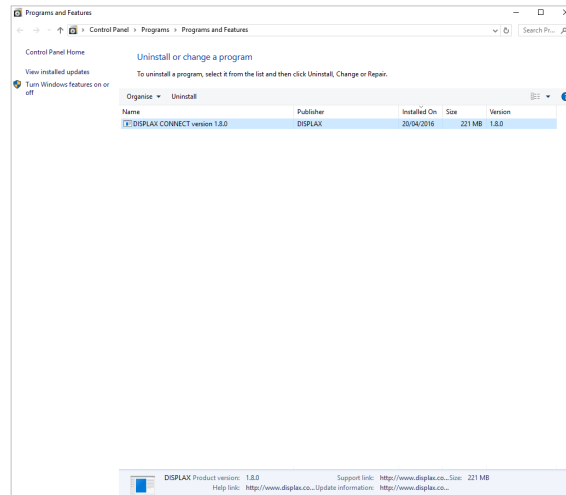 Programs and Features
Control Panel > Programs > Programs and Features
Search Pr...
Control Panel Home
View installed updates
Turn Windows features on or
off
Uninstall or change a program
To uninstall a program, select it from the list and then click Uninstall, Change or Repair.
Organise Uninstall
Name Publisher Installed On Size Version
DISPLAX CONNECT version 1.8.0 DISPLAX 20/04/2016 221 MB 1.8.0
DISPLAX Product version: 1.8.0 Support link: http://www.displax.co... Size: 221 MB
Help link: http://www.displax.co... Update information: http://www.displax.co...